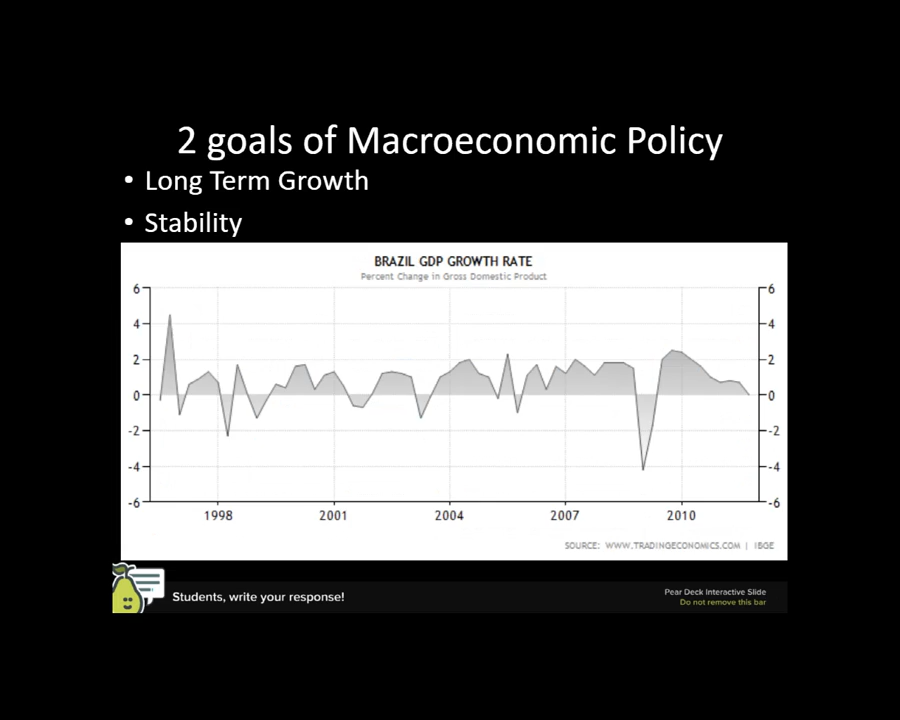 2 goals of Macroeconomic Policy
• Long Term Growth
• Stability
BRAZIL GDP GROWTH RATE
Percent Change in Gross Domestic Product
6 6
4 4
2 2
0 0
-2 -2
-4 -4
-6 -6
1998 2001 2004 2007 2010
SOURCE: WWW.TRADINGECONOMICS.COM | IBGE
Students, write your response!
Pear Deck Interactive Slide
Do not remove this bar